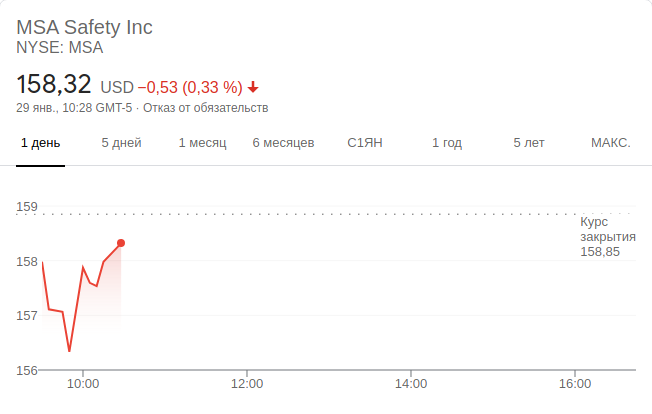 MSA Safety Inc
NYSE: MSA
158,32 USD −0,53 (0,33 %)
29 янв., 10:28 GMT-5 · Отказ от обязательств
1 день 5 дней 1 месяц 6 месяцев С1ЯН 1 год 5 лет МАКС.
159
Курс
закрытия
158,85
158
157
156
10:00 12:00 14:00 16:00